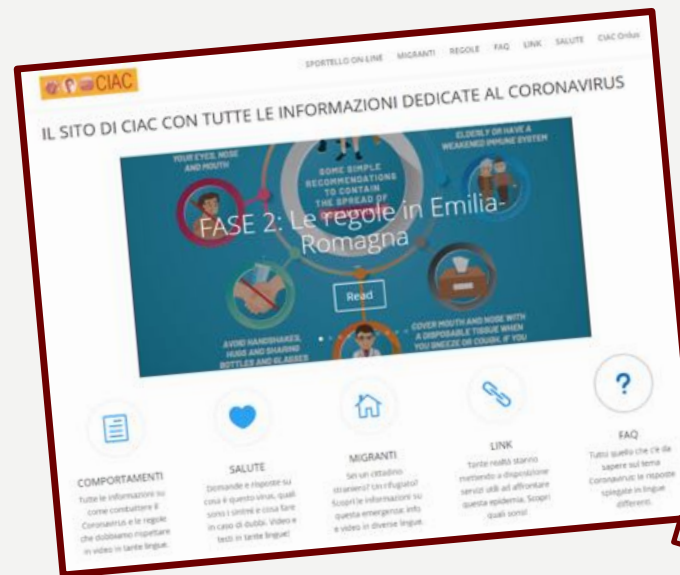 CIAC
SPORTELLO ON-LINE MIGRANTI REGOLE FAQ LINK SALUTE CIAC Onlus
IL SITO DI CIAC CON TUTTE LE INFORMAZIONI DEDICATE AL CORONAVIRUS
YOUR EYES, NOSE
AND MOUTH
SOME SIMPLE
RECOMMENDATIONS
TO CONTAIN
THE SPREAD OF
ELDERLY OR HAVE A
WEAKENED IMMUNE SYSTEM
FASE 2: Le regole in Emilia-
Romagna
Read
AVOID HANDSHAKES,
HUGS AND SHARING
BOTTLES AND GLASSES
COVER MOUTH AND NOSE WITH
A DISPOSABLE TISSUE WHEN
YOU SNEEZE OR COUGH. IF YOU
COMPORTAMENTI
Tutte le informazioni su
come combattere il
Coronavirus e le regole
che dobbiamo rispettare
in video in tante lingue.
SALUTE
Domande e risposte su
cosa è questo virus, quali
sono i sintomi e cosa fare
in caso di dubbi. Video e
testi in tante lingue!
MIGRANTI
Sei un cittadino
straniero? Un rifugiato?
Scopri le informazioni su
questa emergenza: info
e video in diverse lingue.
LINK
Tante realtà stanno
mettendo a disposizione
servizi utili ad affrontare
questa epidemia. Scopri
quali sono!
?
FAQ
Tutto quello che c'è da
sapere sul tema
Coronavirus: le risposte
spiegate in lingue
differenti.